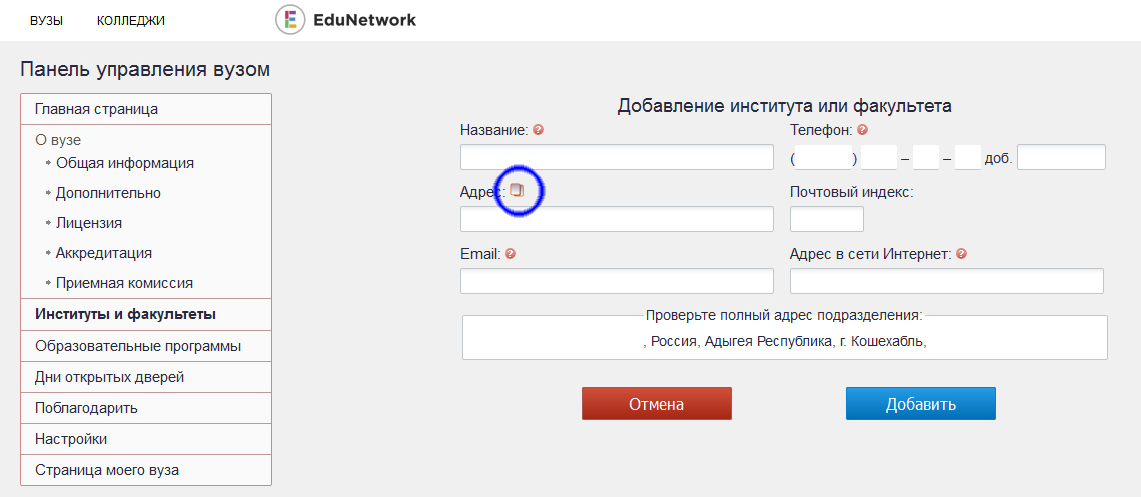 ВУЗЫ КОЛЛЕДЖИ EduNetwork
Панель управления вузом
Главная страница
О вузе
Общая информация
Дополнительно
Лицензия
Аккредитация
Приемная комиссия
Институты и факультеты
Образовательные программы
Дни открытых дверей
Поблагодарить
Настройки
Страница моего вуза
Добавление института или факультета
Название: ? Телефон: ?
( ) – – доб.
Адрес: Почтовый индекс:
Email: ? Адрес в сети Интернет: ?
Проверьте полный адрес подразделения:
, Россия, Адыгея Республика, г. Кошехабль,
Отмена Добавить